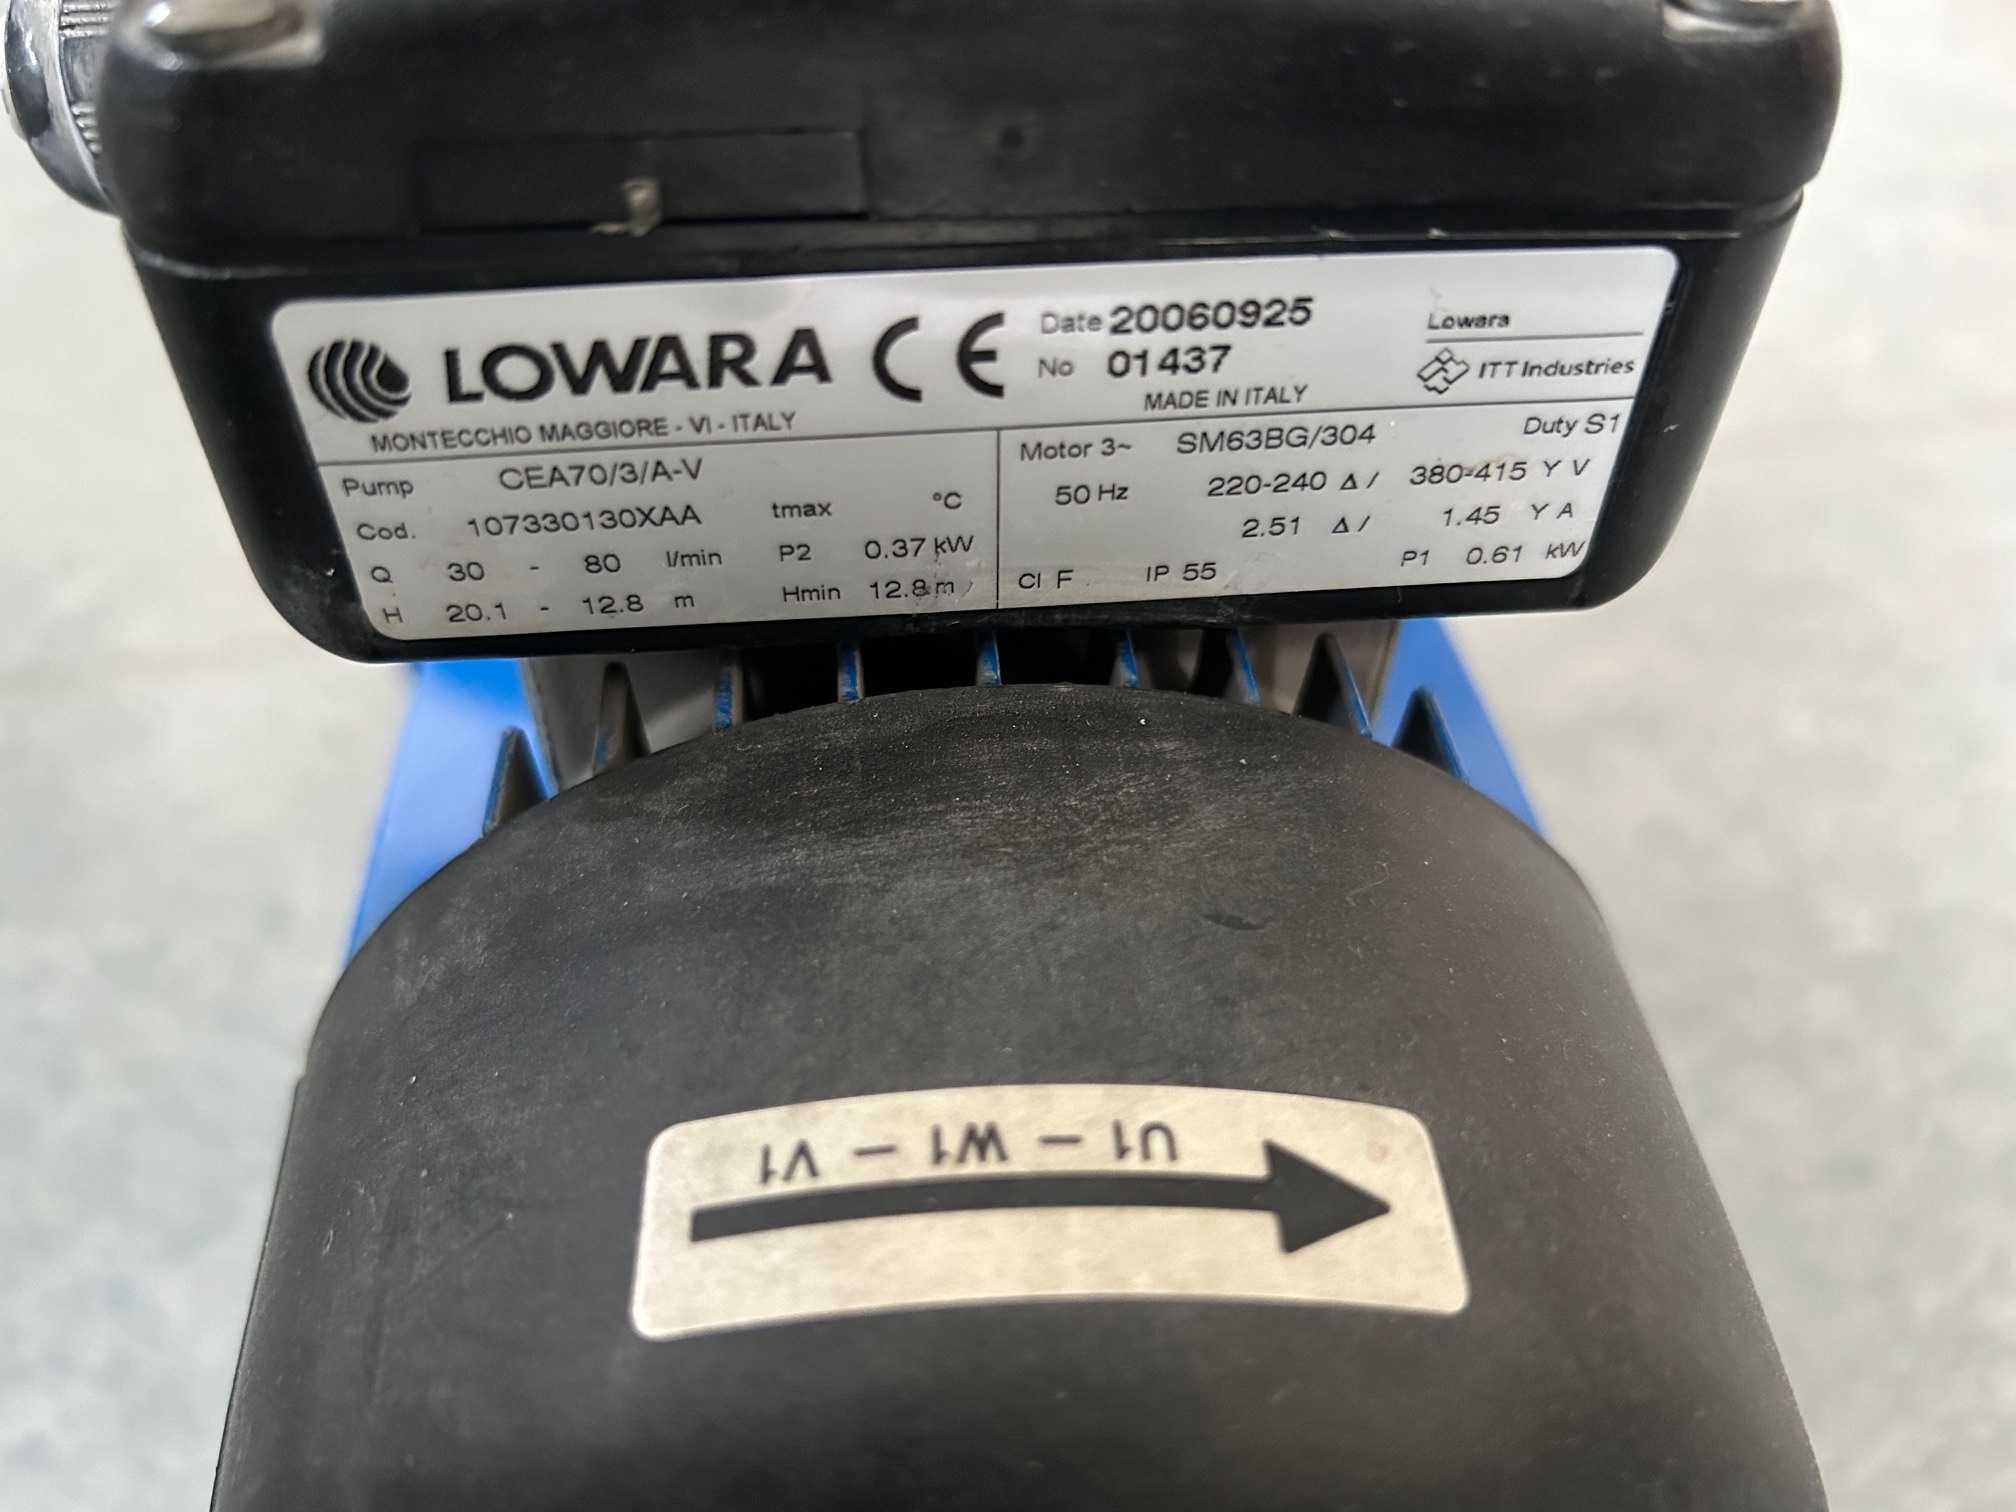 LOWARA CE
MONTECCHIO MAGGIORE - VI - ITALY
Date 20060925
No 01437
MADE IN ITALY
Lowara
ITT Industries
Pump CEA70/3/A-V
Cod. 107330130XAA tmax °C
Q 30 - 80 l/min P2 0.37 kW
H 20.1 - 12.8 m Hmin 12.8 m
Motor 3~ SM63BG/304 Duty S1
50 Hz 220-240 Δ / 380-415 Y V
2.51 Δ / 1.45 Y A
Cl F IP 55 P1 0.61 kW
U1 – W1 – V1